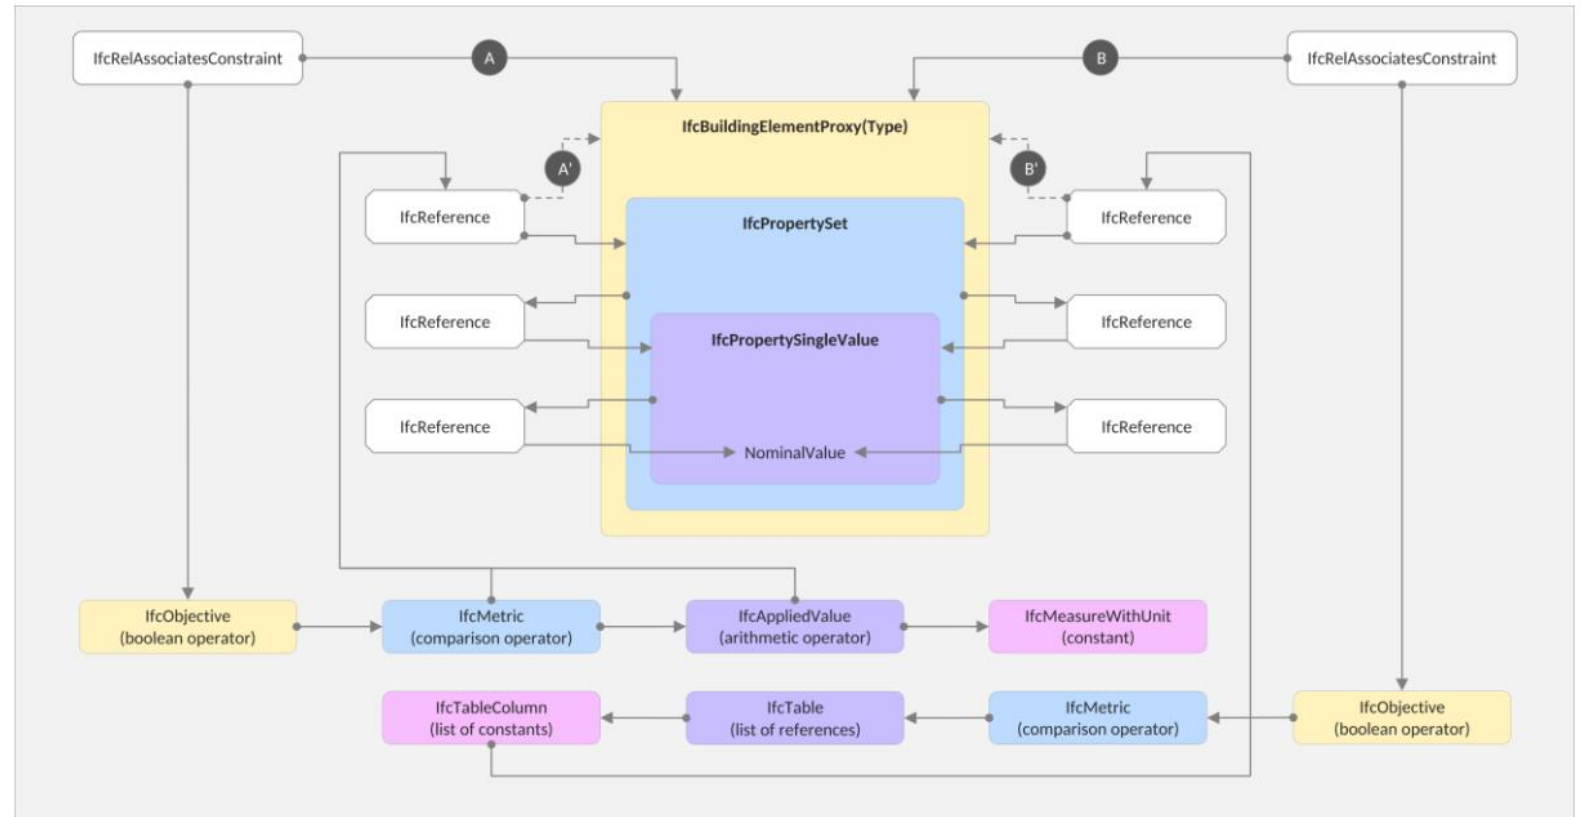 IfcRelAssociatesConstraint
A
B
IfcRelAssociatesConstraint
IfcBuildingElementProxy(Type)
A'
B'
IfcReference
IfcPropertySet
IfcReference
IfcReference
IfcPropertySingleValue
IfcReference
IfcReference
NominalValue
IfcReference
IfcObjective
(boolean operator)
IfcMetric
(comparison operator)
IfcAppliedValue
(arithmetic operator)
IfcMeasureWithUnit
(constant)
IfcTableColumn
(list of constants)
IfcTable
(list of references)
IfcMetric
(comparison operator)
IfcObjective
(boolean operator)